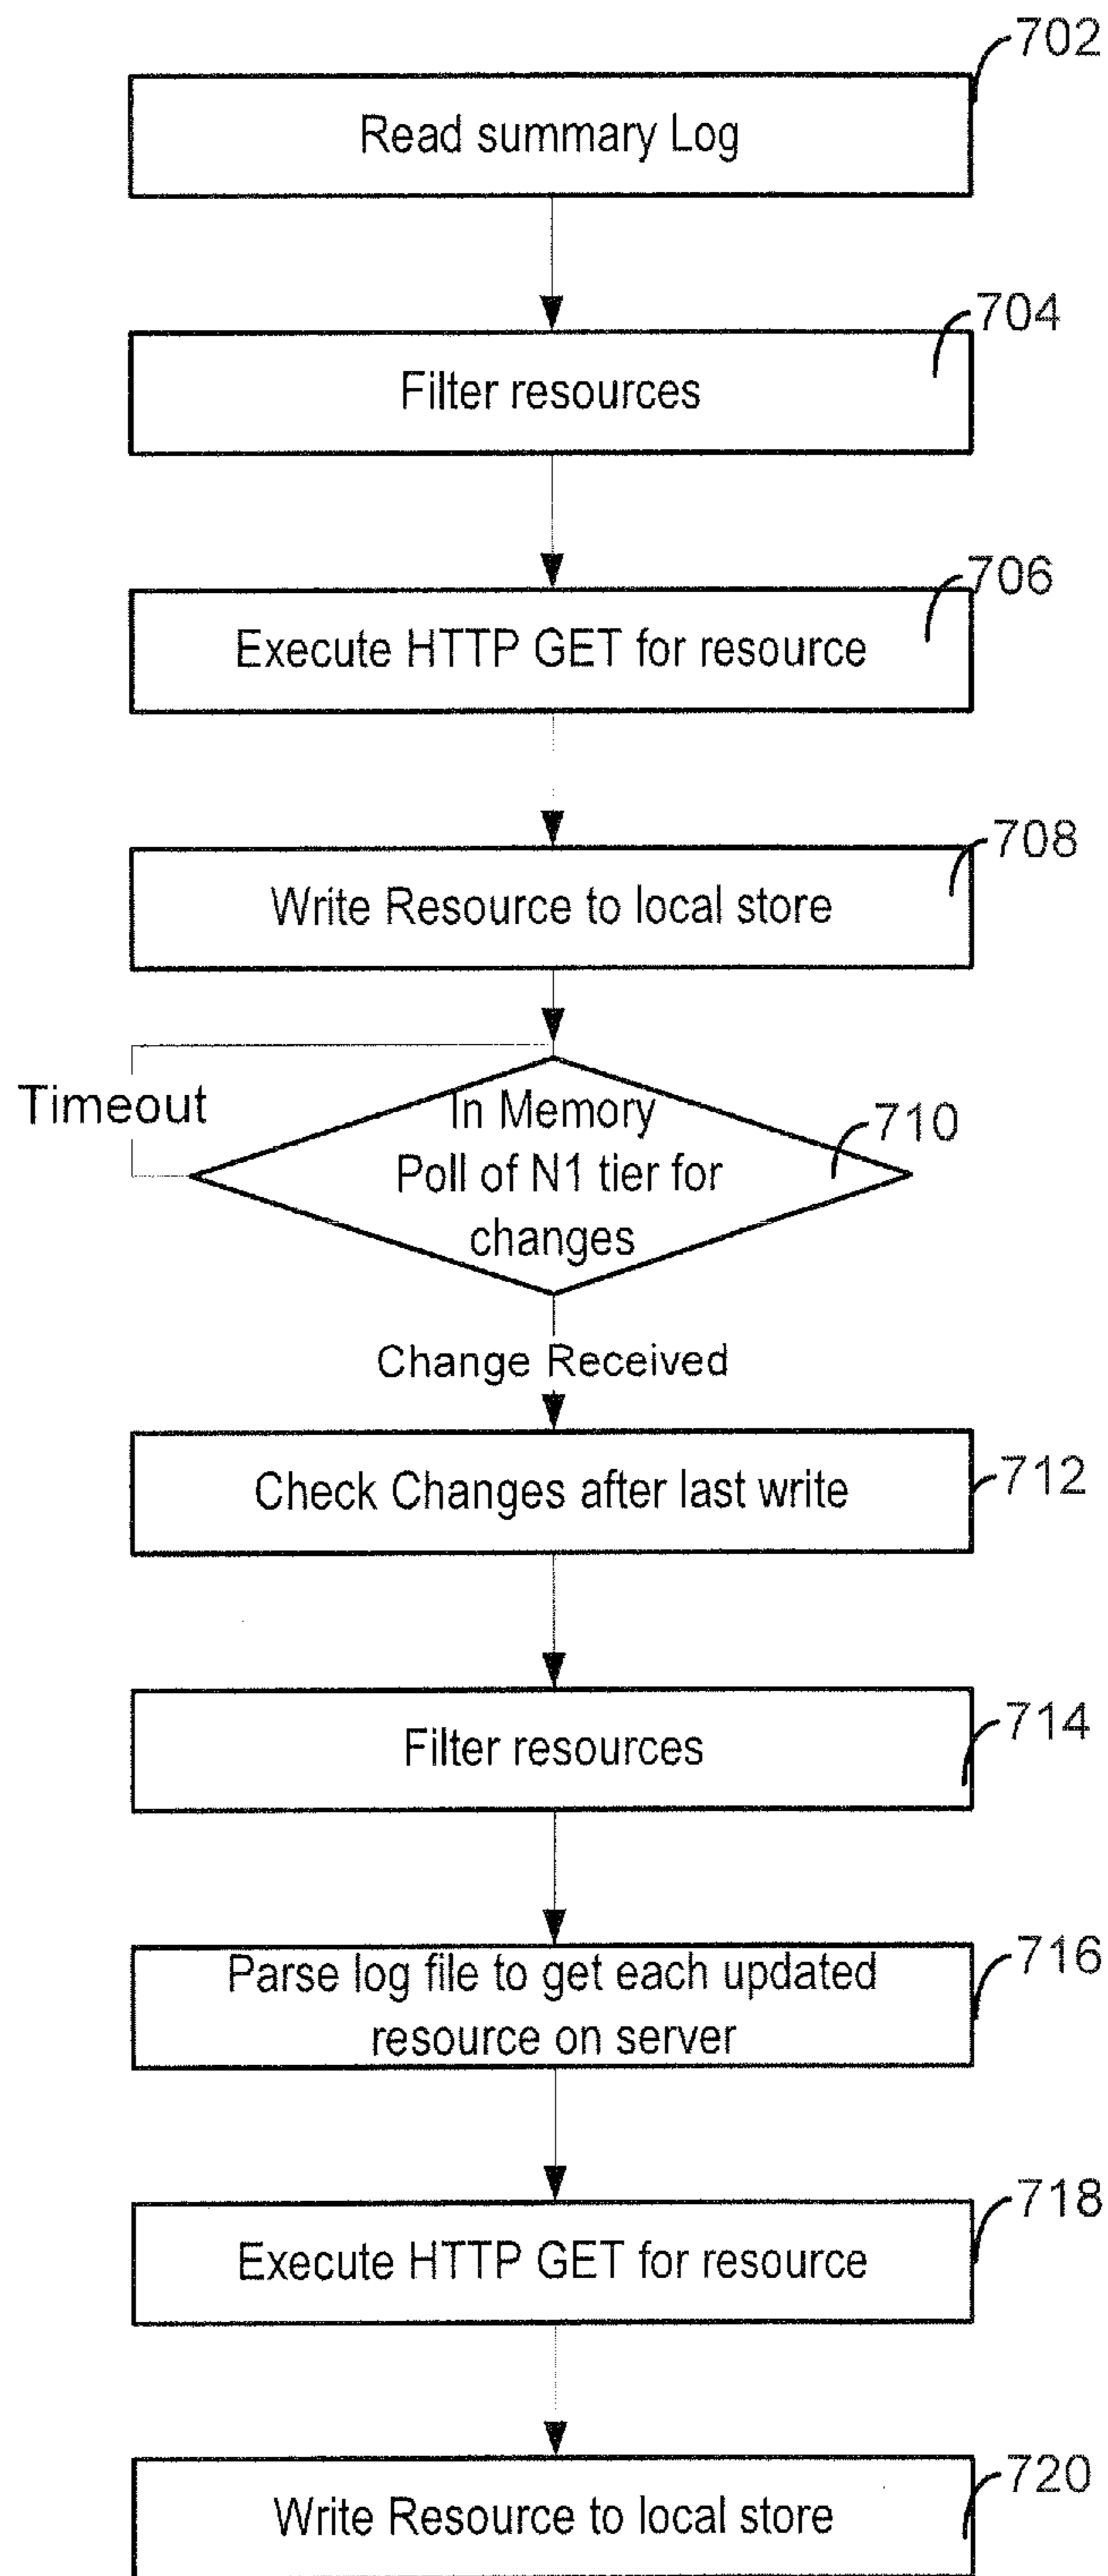 702
Read summary Log
704
Filter resources
706
Execute HTTP GET for resource
708
Write Resource to local store
Timeout
In Memory
Poll of N1 tier for
changes
710
Change Received
Check Changes after last write
712
714
Filter resources
716
Parse log file to get each updated
resource on server
718
Execute HTTP GET for resource
720
Write Resource to local store